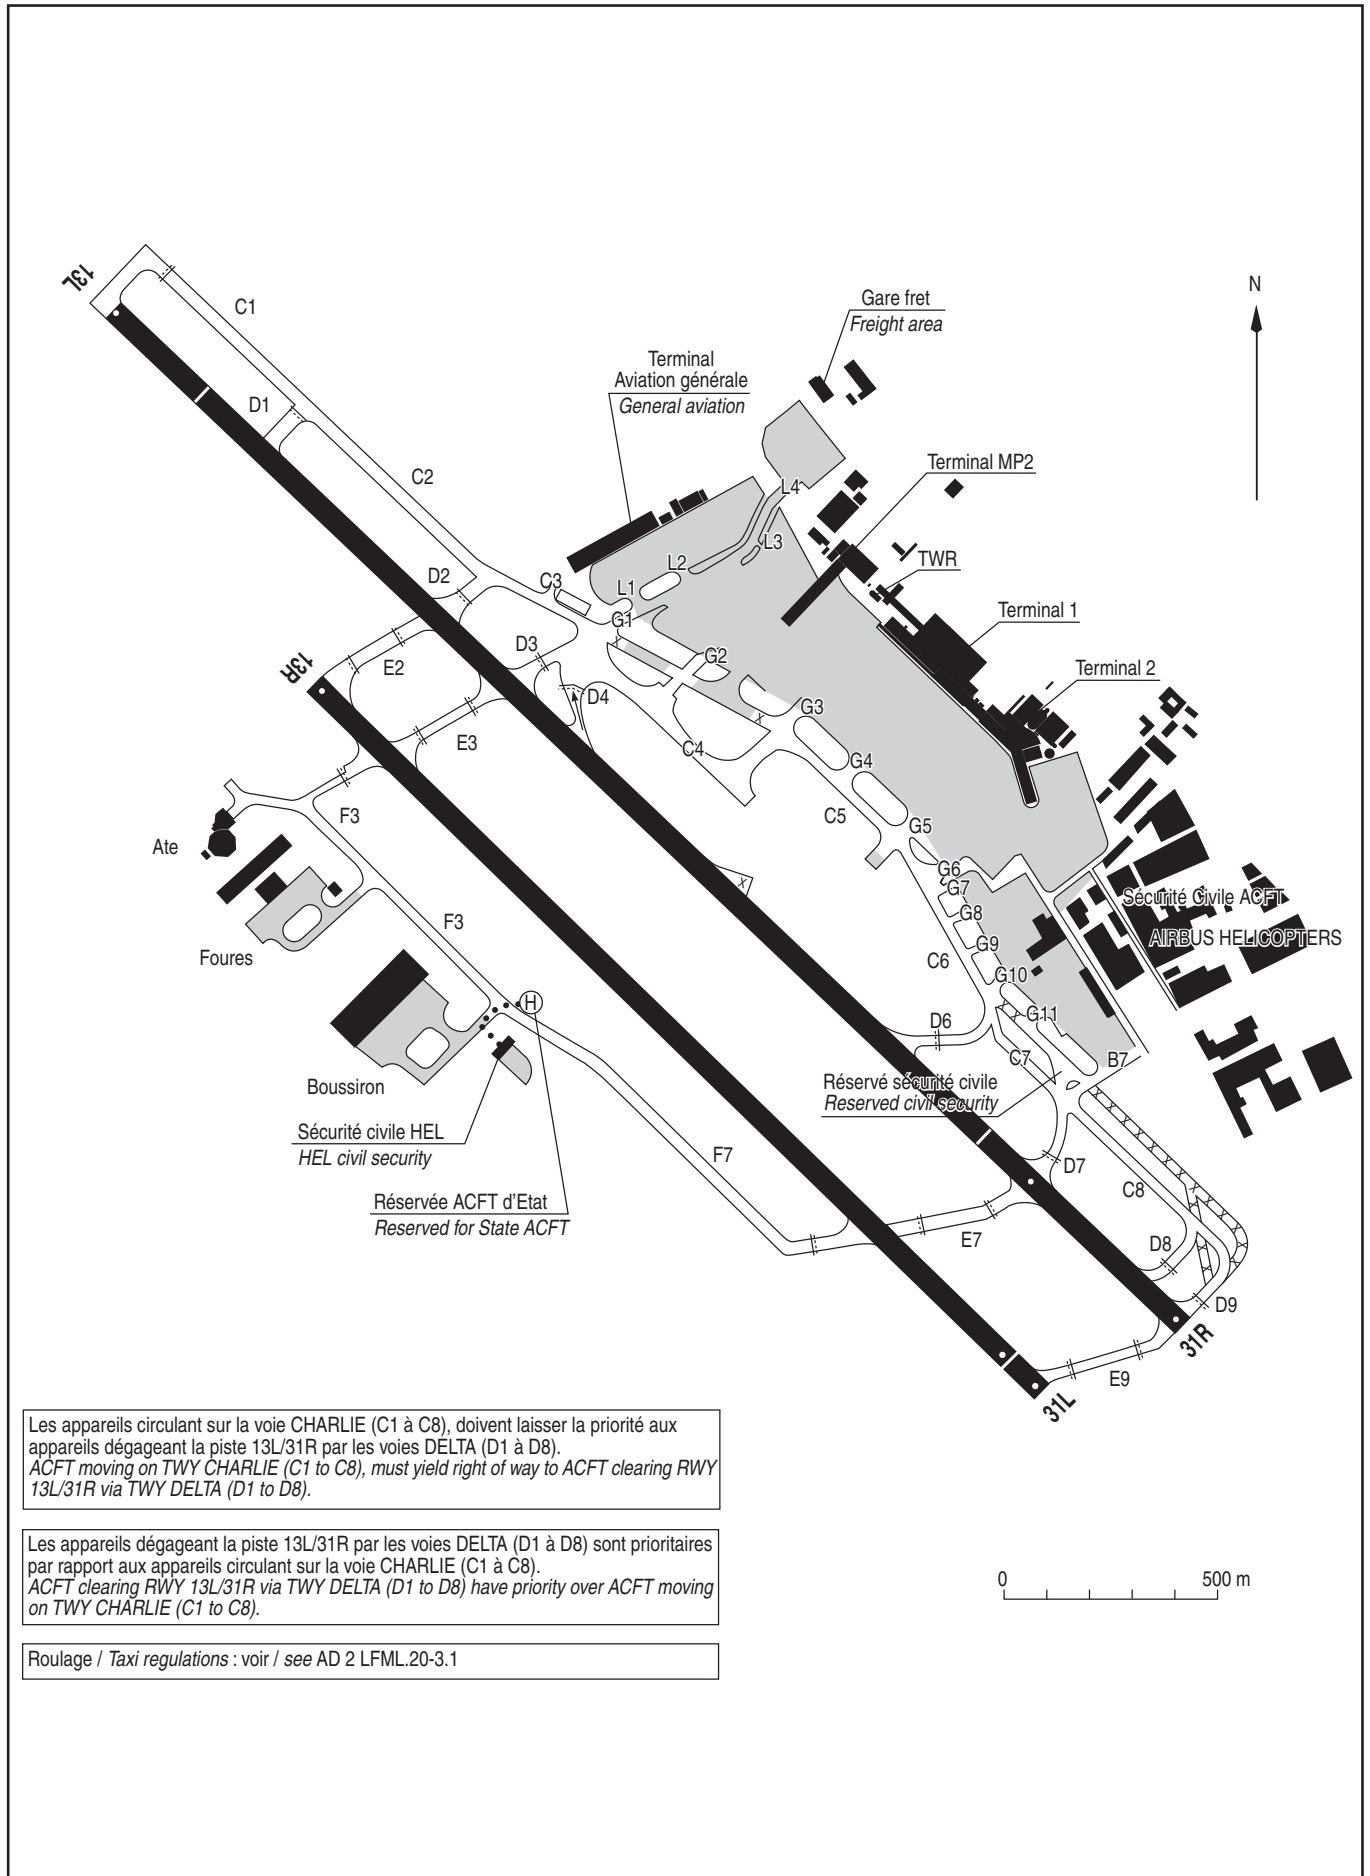 13L
C1
N
Gare fret
Freight area
Terminal
Aviation générale
General aviation
D1
C2
Terminal MP2
L4
L3
L2
TWR
D2
C3
L1
G1
Terminal 1
D3
G2
Terminal 2
13R
E2
D4
G3
E3
C4
G4
F3
C5
G5
Ate
G6
G7
Sécurité Civile ACFT
G8
F3
AIRBUS HELICOPTERS
G9
Foures
C6
G10
H
D6
G11
C7
B7
Boussiron
Réservé sécurité civile
Reserved civil security
Sécurité civile HEL
HEL civil security
F7
D7
C8
Réservée ACFT d'Etat
Reserved for State ACFT
E7
D8
D9
31R
E9
31L
Les appareils circulant sur la voie CHARLIE (C1 à C8), doivent laisser la priorité aux
appareils dégageant la piste 13L/31R par les voies DELTA (D1 à D8).
ACFT moving on TWY CHARLIE (C1 to C8), must yield right of way to ACFT clearing RWY
13L/31R via TWY DELTA (D1 to D8).
Les appareils dégageant la piste 13L/31R par les voies DELTA (D1 à D8) sont prioritaires
par rapport aux appareils circulant sur la voie CHARLIE (C1 à C8).
ACFT clearing RWY 13L/31R via TWY DELTA (D1 to D8) have priority over ACFT moving
on TWY CHARLIE (C1 to C8).
0 500 m
Roulage / Taxi regulations : voir / see AD 2 LFML.20-3.1